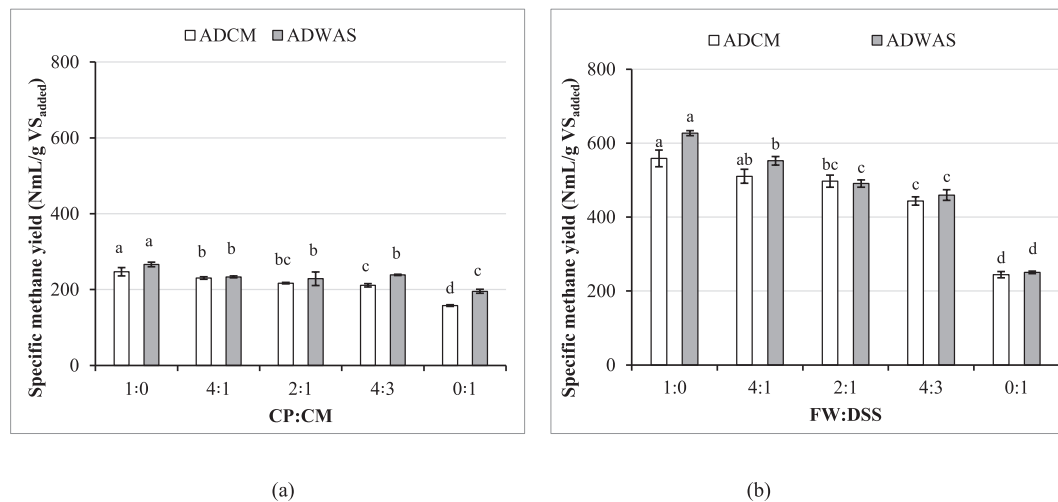 ADCM ADWAS
Specific methane yield (NmL/g VSadded)
800
600
400
200
0
a a b b bc b c b d c
1:0 4:1 2:1 4:3 0:1
CP:CM
(a)
ADCM ADWAS
Specific methane yield (NmL/g VSadded)
800
600
400
200
0
a a ab b bc c c c d d
1:0 4:1 2:1 4:3 0:1
FW:DSS
(b)